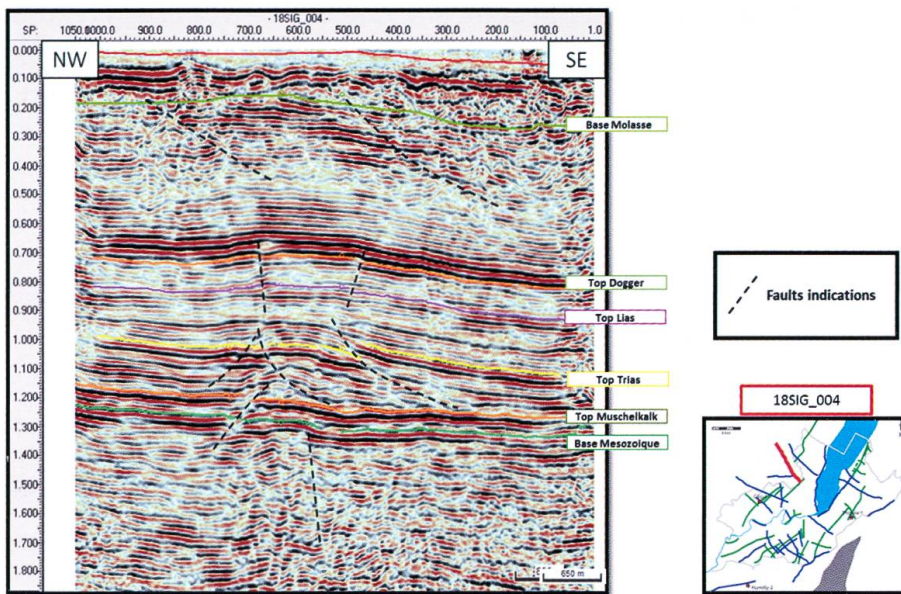 - 18SIG_004 -
SP: 1050.0 1000.0 900.0 800.0 700.0 600.0 500.0 400.0 300.0 200.0 100.0 1.0
NW
SE
0.000
0.100
0.200
0.300
0.400
0.500
0.600
0.700
0.800
0.900
1.000
1.100
1.200
1.300
1.400
1.500
1.600
1.700
1.800
Base Molasse
Top Dogger
Top Lias
Top Trias
Top Muschelkalk
Base Mesozoïque
650 m
Faults indications
18SIG_004
Humilly 2